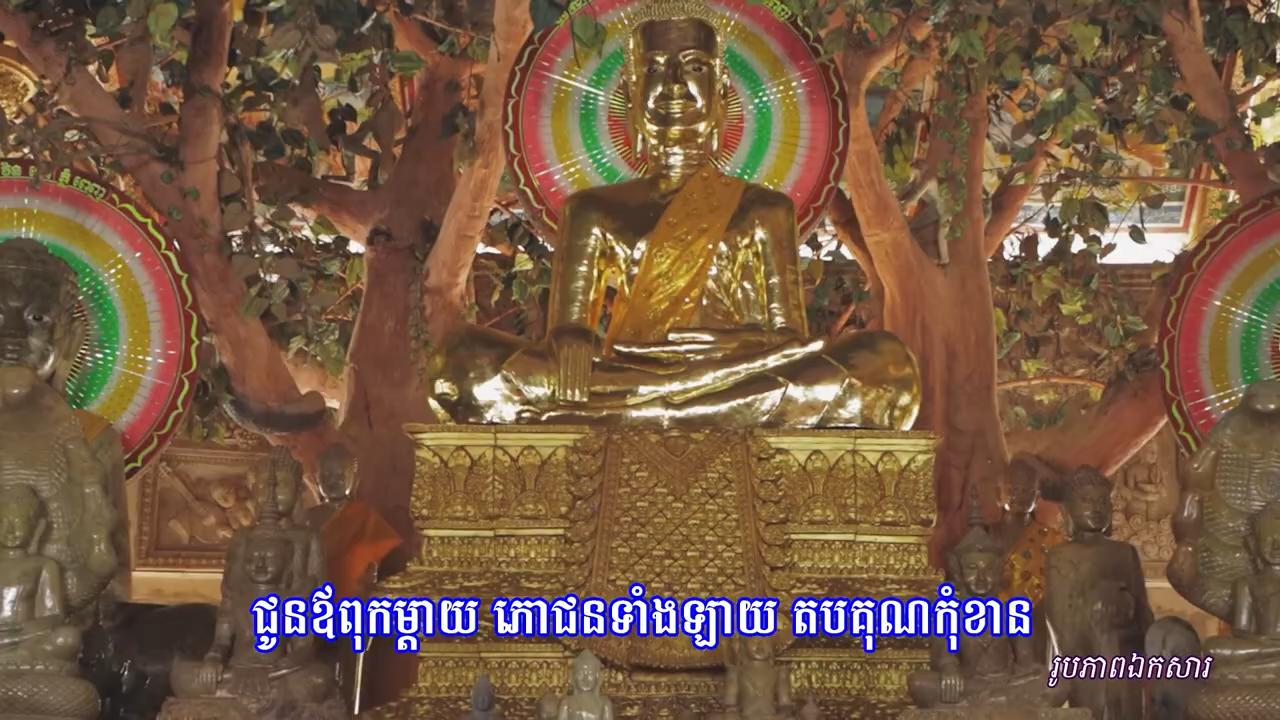 ជូនឪពុកម្ដាយ ភោជនទាំងឡាយ តបគុណកុំខាន
រូបភាពឯកសារ